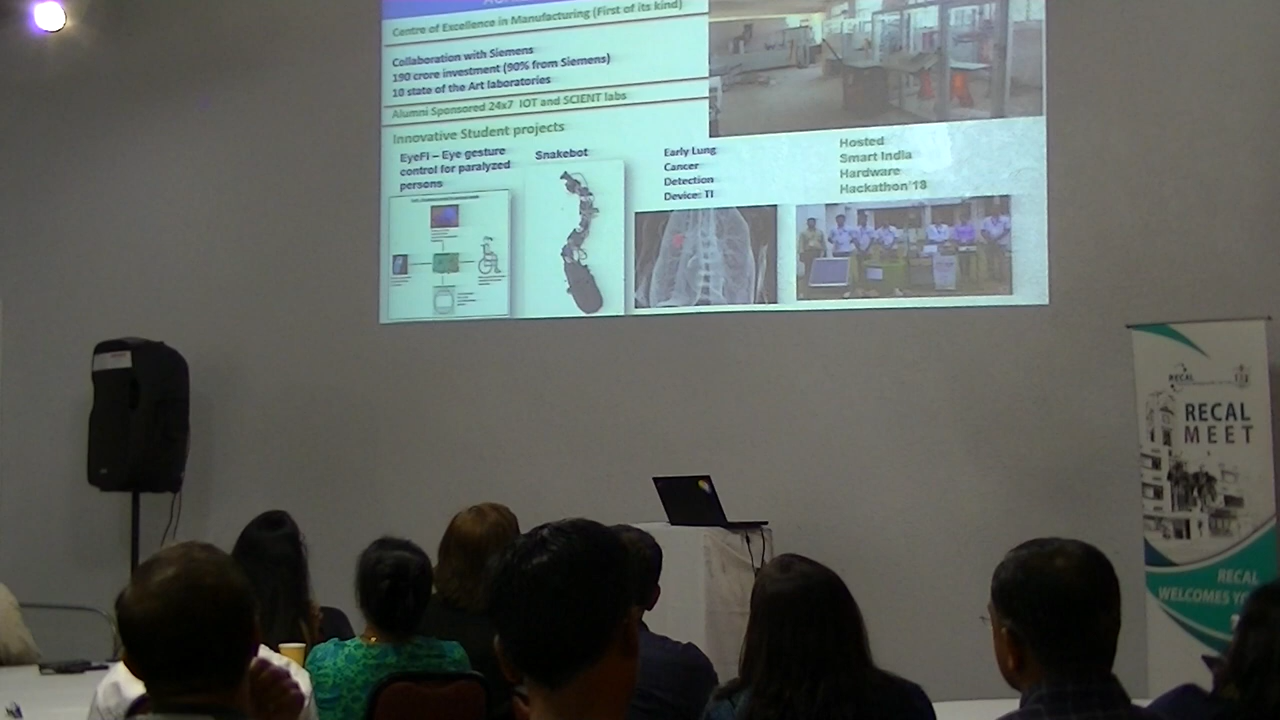 Centre of Excellence in Manufacturing (First of its kind)
Collaboration with Siemens
190 crore investment (90% from Siemens)
10 state of the Art laboratories
Alumni Sponsored 24x7 IOT and SCIENT labs
Innovative Student projects
EyeFI – Eye gesture
control for paralyzed
persons
Snakebot
Early Lung
Cancer
Detection
Device: TI
Hosted
Smart India
Hardware
Hackathon'18
RECAL
RECAL
MEET
RECAL
WELCOMES